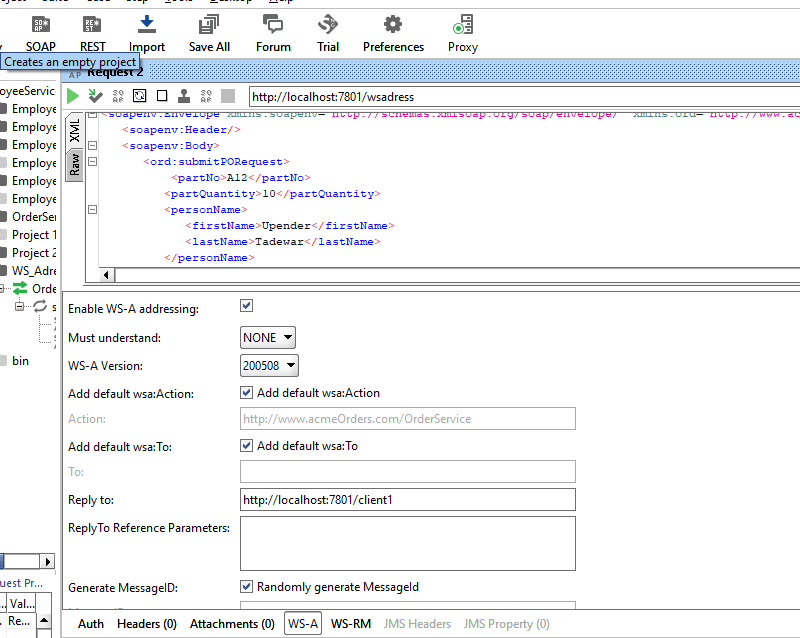 SOAP REST Import Save All Forum Trial Preferences Proxy
Creates an empty project
Request 2
http://localhost:7801/wsadress
<soapenv:Envelope xmlns:soapenv="http://schemas.xmlsoap.org/soap/envelope/" xmlns:ord="http://www.ac
<soapenv:Header/>
<soapenv:Body>
<ord:submitPORequest>
<partNo>A12</partNo>
<partQuantity>10</partQuantity>
<personName>
<firstName>Upender</firstName>
<lastName>Tadewar</lastName>
</personName>
XML
Raw
oyeeServic
Employe
Employe
Employe
Employe
Employe
Employe
OrderSer
Project 1
Project 2
WS_Adre
Orde
s
bin
Enable WS-A addressing:
Must understand: NONE
WS-A Version: 200508
Add default wsa:Action: Add default wsa:Action
Action: http://www.acmeOrders.com/OrderService
Add default wsa:To: Add default wsa:To
To:
Reply to: http://localhost:7801/client1
ReplyTo Reference Parameters:
Generate MessageID: Randomly generate MessageId
uest Pr...
... Val...
. Re...
Auth Headers (0) Attachments (0) WS-A WS-RM JMS Headers JMS Property (0)